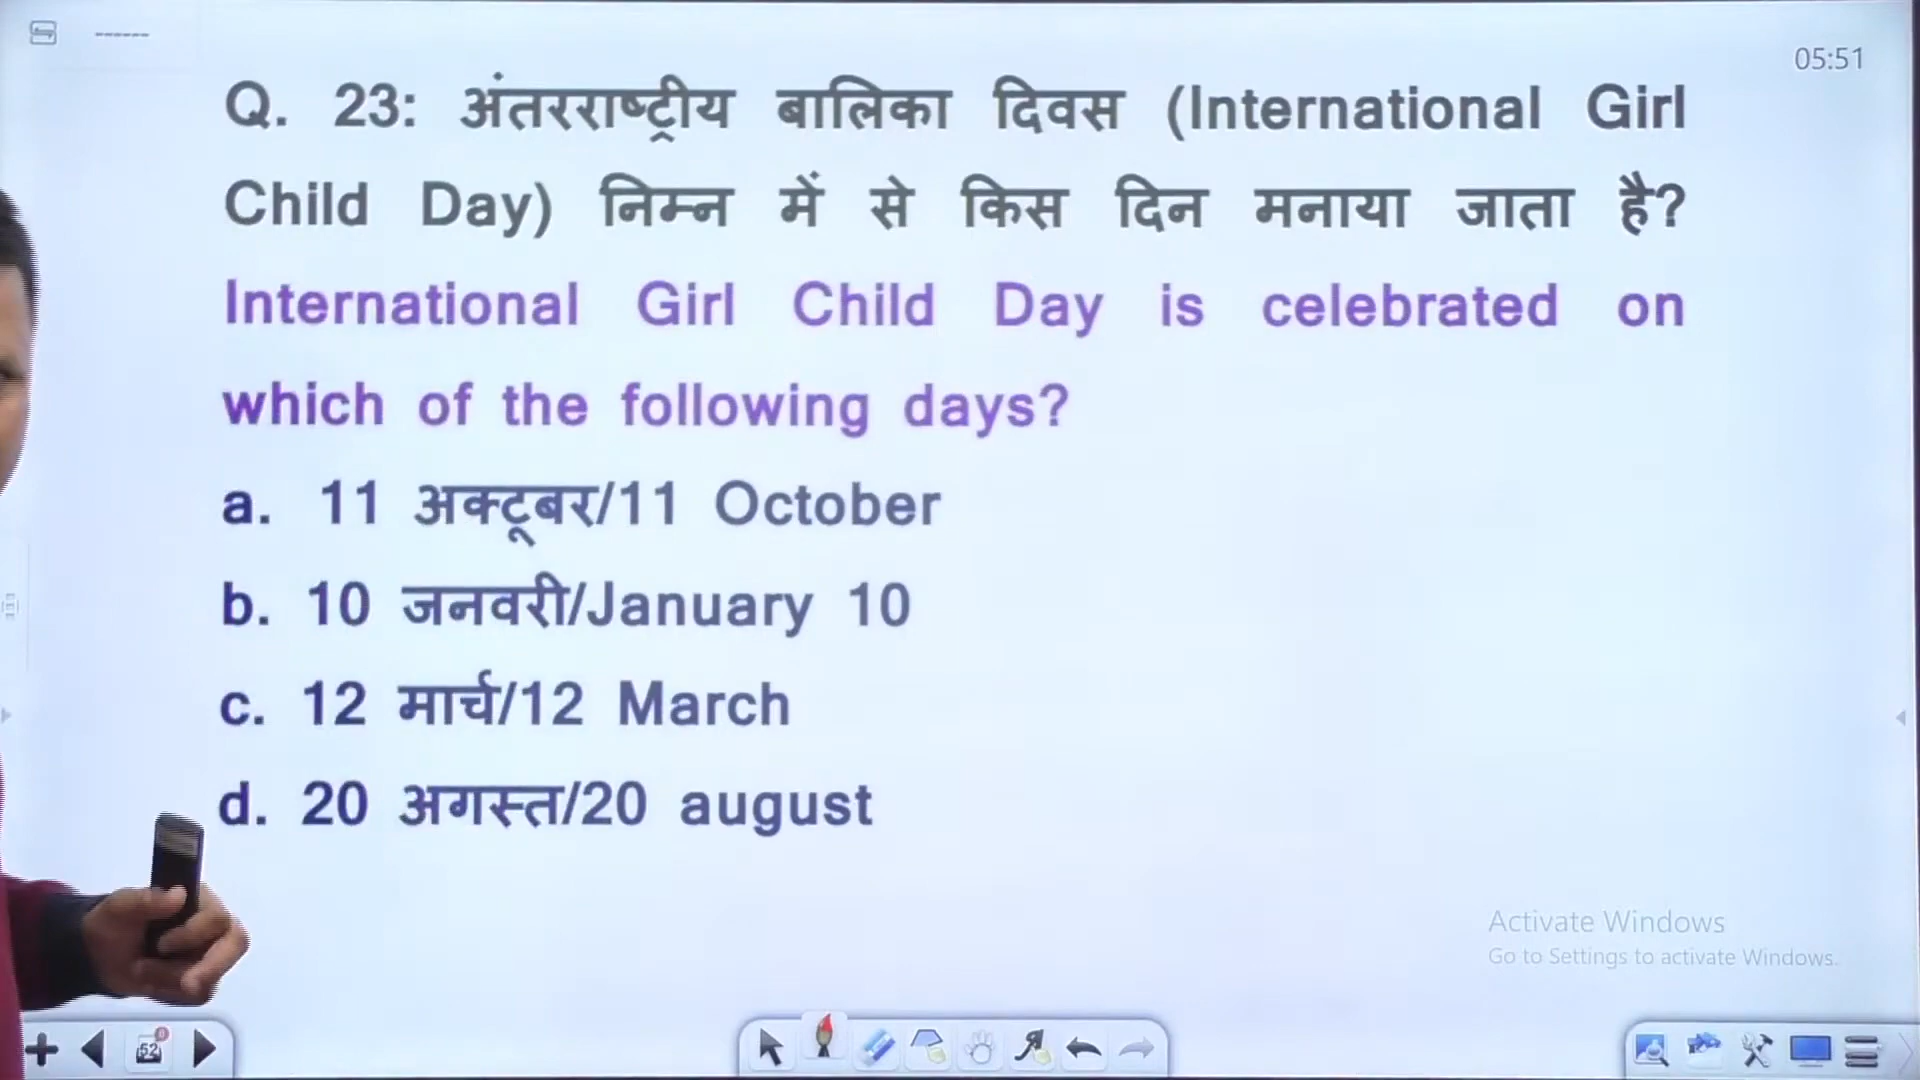 05:51
Q. 23: अंतरराष्ट्रीय बालिका दिवस (International Girl
Child Day) निम्न में से किस दिन मनाया जाता है?
International Girl Child Day is celebrated on
which of the following days?
a. 11 अक्टूबर/11 October
b. 10 जनवरी/January 10
c. 12 मार्च/12 March
d. 20 अगस्त/20 august
Activate Windows
Go to Settings to activate Windows.
52